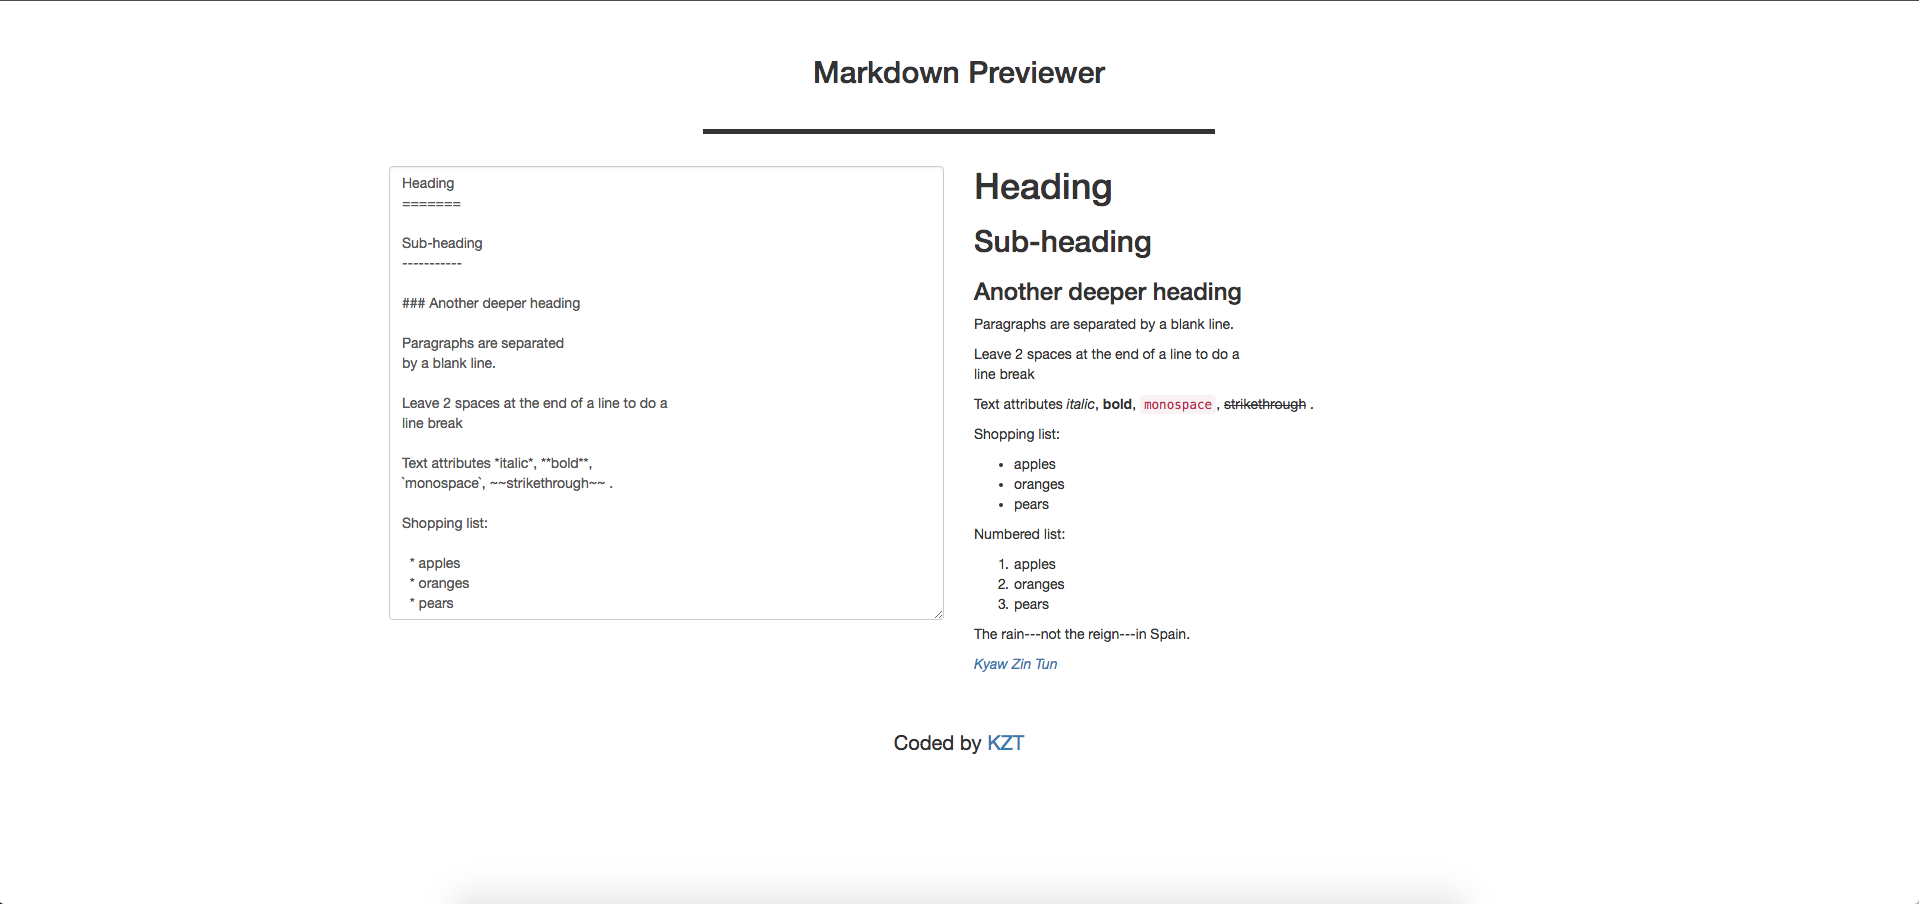 Markdown Previewer
Heading
=======
Sub-heading
-----------
### Another deeper heading
Paragraphs are separated
by a blank line.
Leave 2 spaces at the end of a line to do a
line break
Text attributes *italic*, **bold**,
`monospace`, ~~strikethrough~~ .
Shopping list:
* apples
* oranges
* pears
Heading
Sub-heading
Another deeper heading
Paragraphs are separated by a blank line.
Leave 2 spaces at the end of a line to do a
line break
Text attributes italic, bold, monospace, strikethrough .
Shopping list:
• apples
• oranges
• pears
Numbered list:
1. apples
2. oranges
3. pears
The rain---not the reign---in Spain.
Kyaw Zin Tun
Coded by KZT